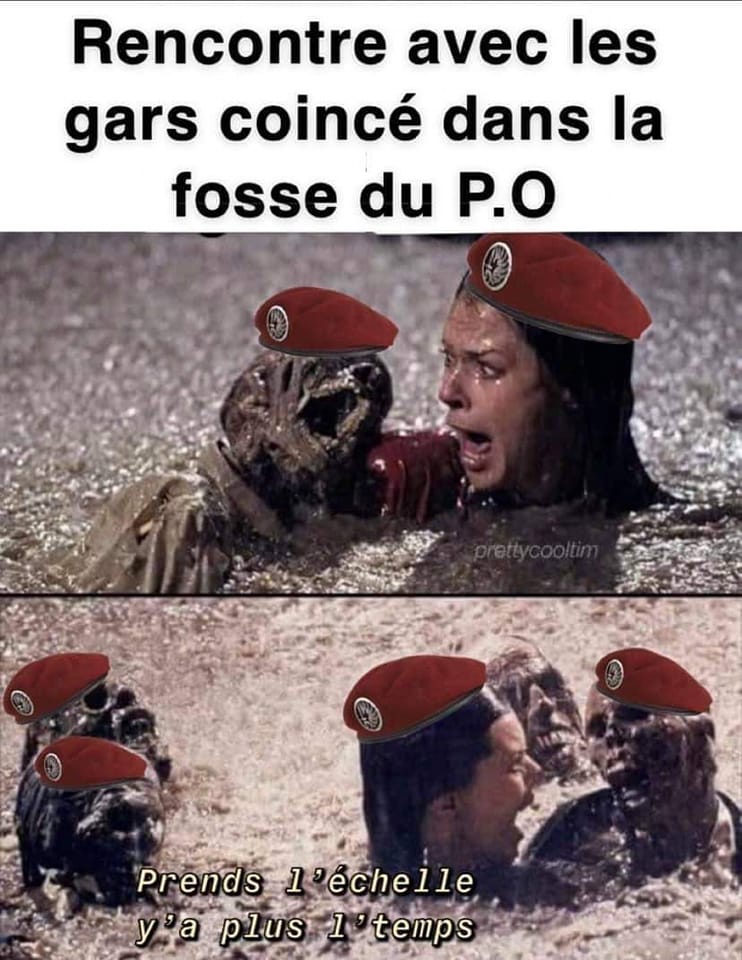 Rencontre avec les
gars coincé dans la
fosse du P.O
prettycooltim
Prends l'échelle
y'a plus l'temps